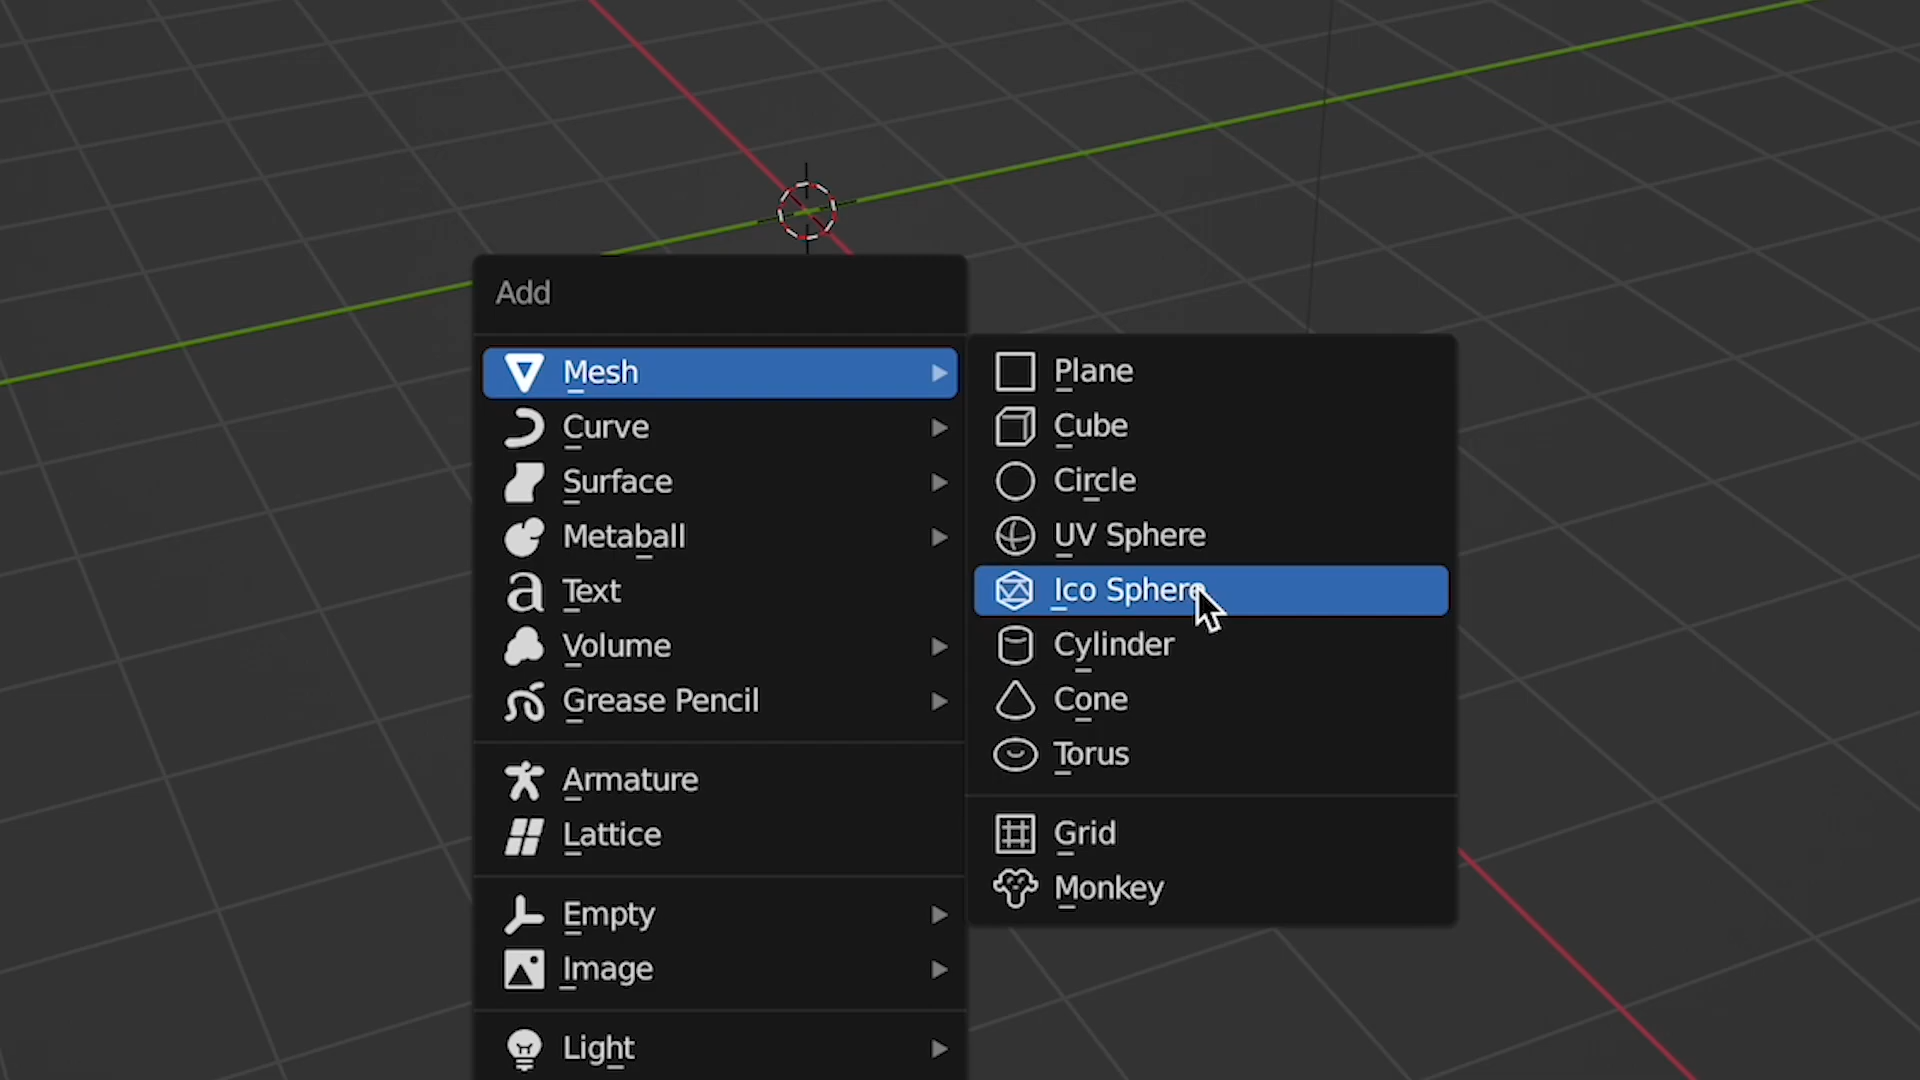 Add
Mesh
Curve
Surface
Metaball
Text
Volume
Grease Pencil
Armature
Lattice
Empty
Image
Light
Plane
Cube
Circle
UV Sphere
Ico Sphere
Cylinder
Cone
Torus
Grid
Monkey